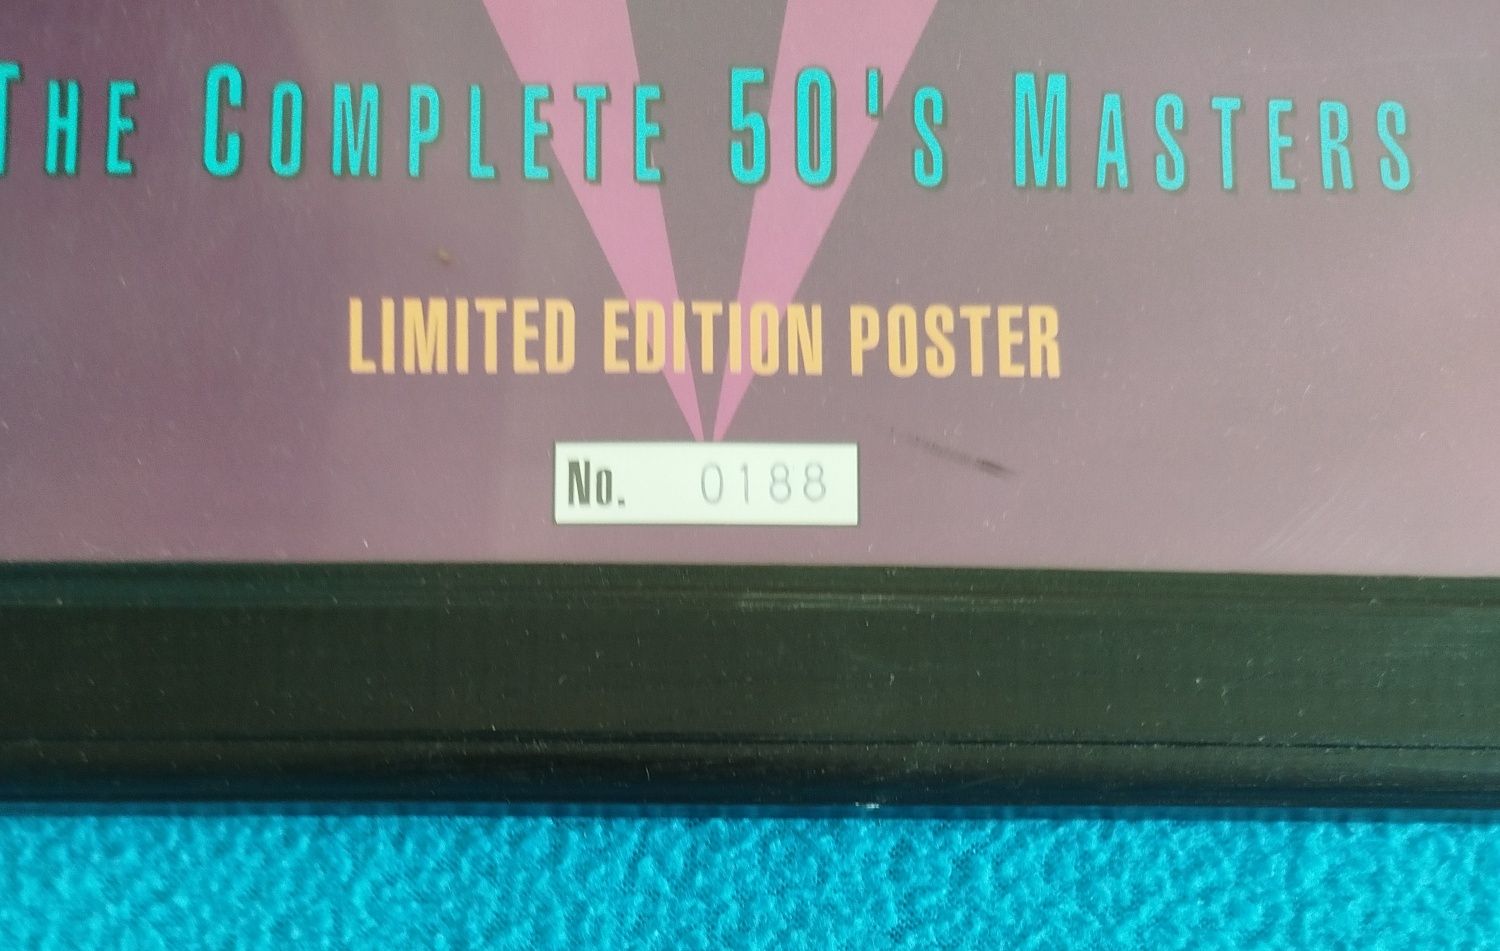 THE COMPLETE 50'S MASTERS
LIMITED EDITION POSTER
No. 0188